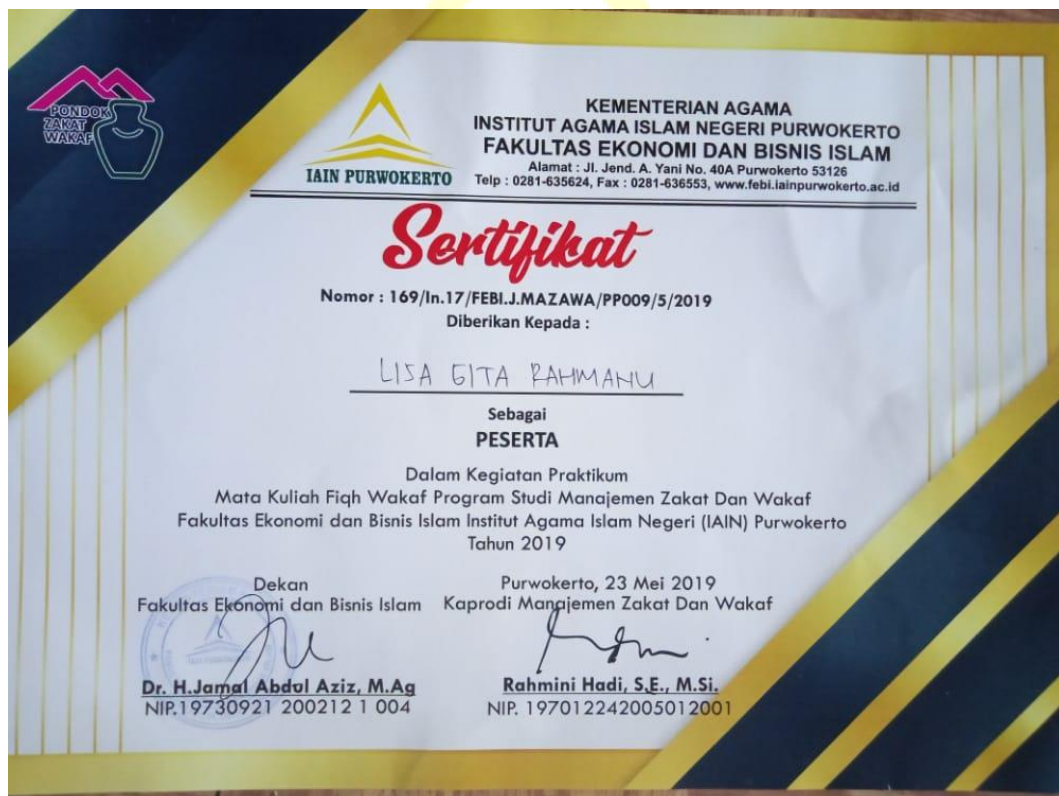 PONDOK
ZAKAT
WAKAF
IAIN PURWOKERTO
KEMENTERIAN AGAMA
INSTITUT AGAMA ISLAM NEGERI PURWOKERTO
FAKULTAS EKONOMI DAN BISNIS ISLAM
Alamat : Jl. Jend. A. Yani No. 40A Purwokerto 53126
Telp : 0281-635624, Fax : 0281-636553, www.febi.iainpurwokerto.ac.id
Sertifikat
Nomor : 169/In.17/FEBI.J.MAZAWA/PP009/5/2019
Diberikan Kepada :
LISA GITA RAHMANU
Sebagai
PESERTA
Dalam Kegiatan Praktikum
Mata Kuliah Fiqh Wakaf Program Studi Manajemen Zakat Dan Wakaf
Fakultas Ekonomi dan Bisnis Islam Institut Agama Islam Negeri (IAIN) Purwokerto
Tahun 2019
Dekan
Fakultas Ekonomi dan Bisnis Islam
Dr. H.Jamal Abdul Aziz, M.Ag
NIP.19730921 200212 1 004
Purwokerto, 23 Mei 2019
Kaprodi Manajemen Zakat Dan Wakaf
Rahmini Hadi, S.E., M.Si.
NIP. 197012242005012001